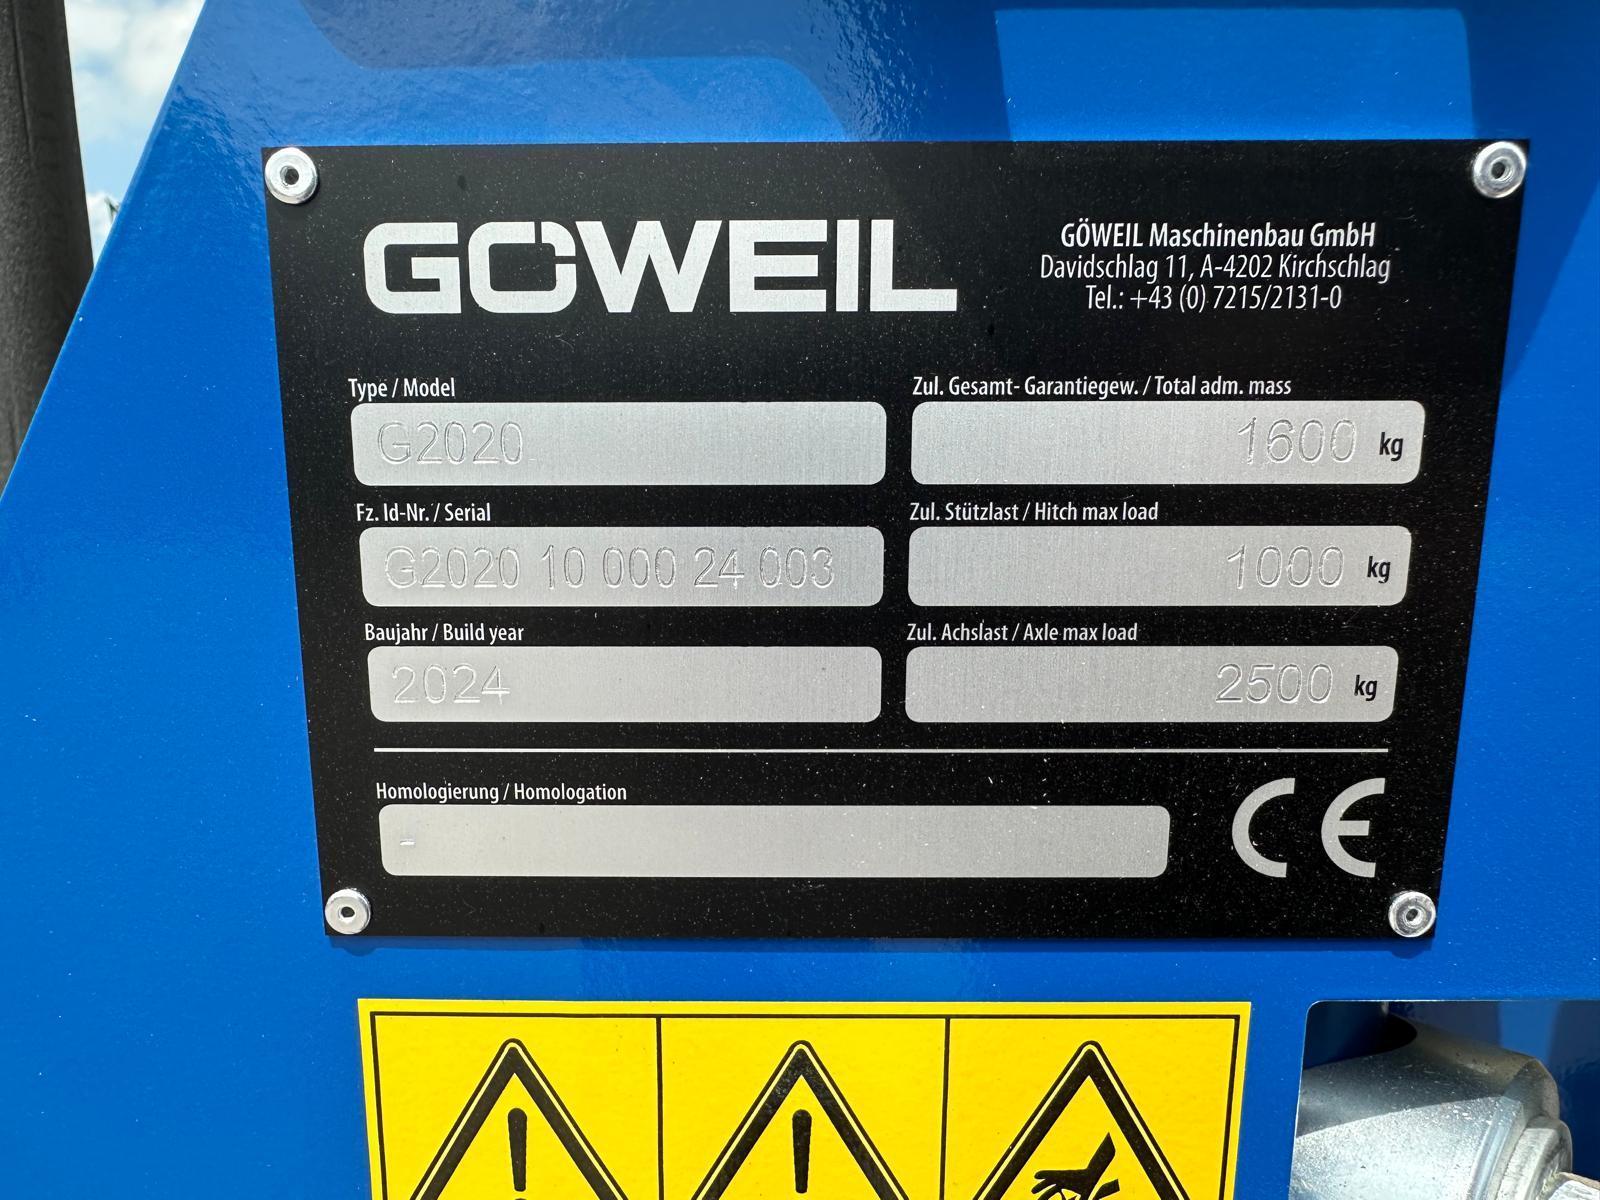 GÖWEIL
GÖWEIL Maschinenbau GmbH
Davidschlag 11, A-4202 Kirchschlag
Tel.: +43 (0) 7215/2131-0
Type / Model
G2020
Zul. Gesamt- Garantiegew. / Total adm. mass
1600 kg
Fz. Id-Nr. / Serial
G2020 10 000 24 003
Zul. Stützlast / Hitch max load
1000 kg
Baujahr / Build year
2024
Zul. Achslast / Axle max load
2500 kg
Homologierung / Homologation
-
CE